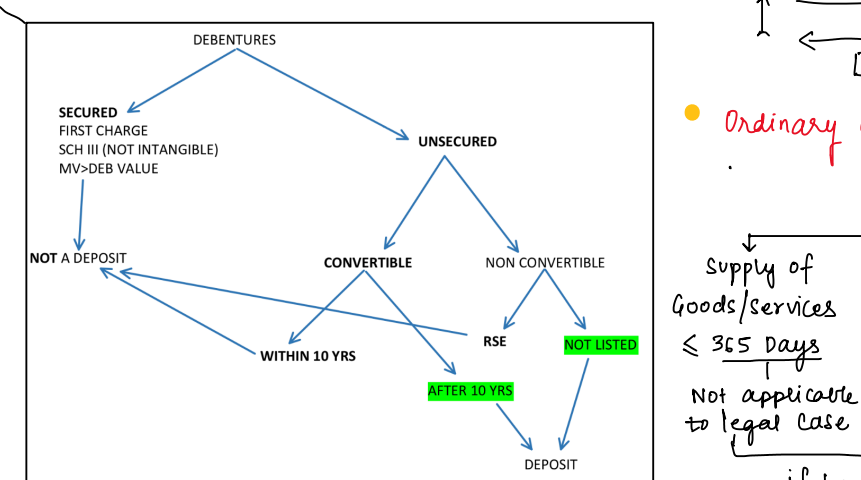 DEBENTURES
SECURED
FIRST CHARGE
SCH III (NOT INTANGIBLE)
MV>DEB VALUE
UNSECURED
NOT A DEPOSIT
CONVERTIBLE
NON CONVERTIBLE
WITHIN 10 YRS
RSE
NOT LISTED
AFTER 10 YRS
DEPOSIT
Ordinary
Supply of
Goods/services
≤ 365 Days
Not applicable
to legal case